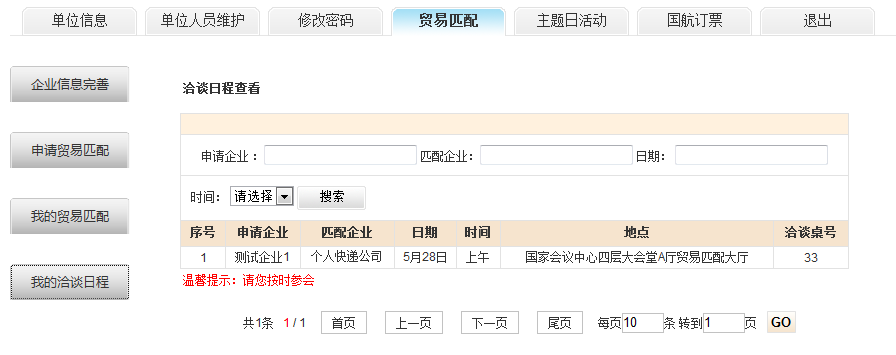 单位信息 单位人员维护 修改密码 贸易匹配 主题日活动 国航订票 退出
企业信息完善
申请贸易匹配
我的贸易匹配
我的洽谈日程
洽谈日程查看
申请企业： 匹配企业： 日期：
时间： 请选择 搜索
序号 申请企业 匹配企业 日期 时间 地点 洽谈桌号
1 测试企业1 个人快递公司 5月28日 上午 国家会议中心四层大会堂A厅贸易匹配大厅 33
温馨提示：请您按时参会
共1条 1 / 1 首页 上一页 下一页 尾页 每页10条 转到1页 GO